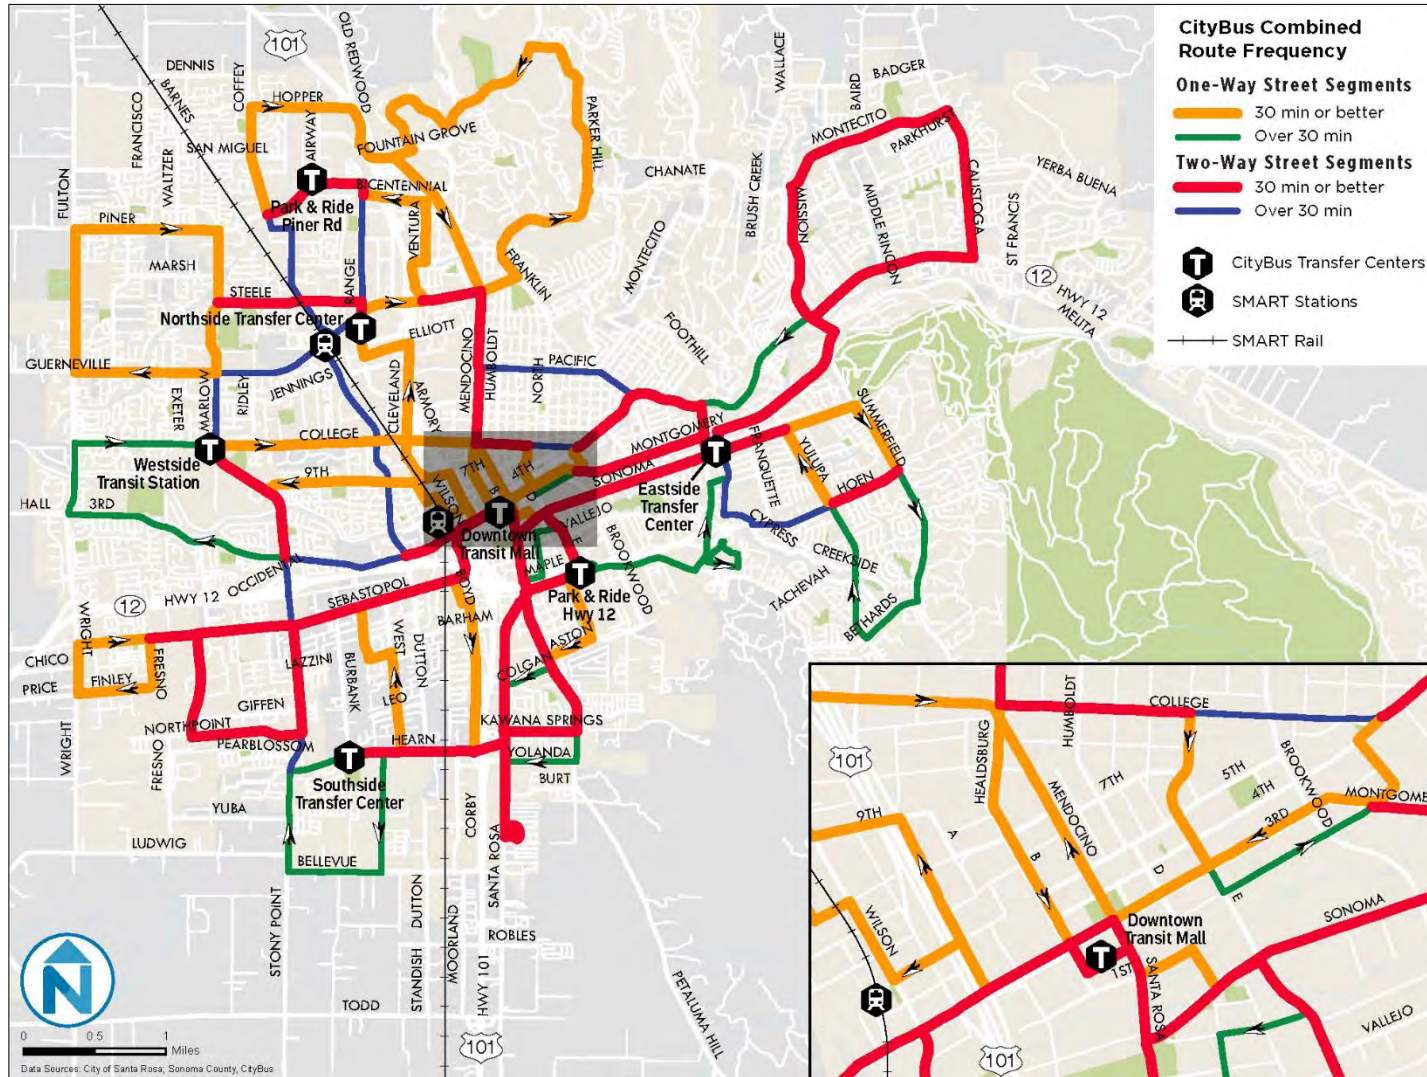 CityBus Combined
Route Frequency
One-Way Street Segments
30 min or better
Over 30 min
Two-Way Street Segments
30 min or better
Over 30 min
CityBus Transfer Centers
SMART Stations
SMART Rail
101
OLD REDWOOD
DENNIS
COFFEY
HOPPER
BARNES
FRANCISCO
WALTZER
SAN MIGUEL
AIRWAY
FOUNTAIN GROVE
PARKER HILL
WALLACE
BAIRD
BADGER
MONTECITO
PARKHURST
YERBA BUENA
CHANATE
BRUSH CREEK
CALISTOGA
FULTON
BICENTENNIAL
Park & Ride
Piner Rd
PINER
VENTURA
MONTECITO
MISSION
MIDDLE RINCON
ST FRANCIS
12
HWY 12
MELITA
MARSH
RANGE
FRANKLIN
STEELE
Northside Transfer Center
ELLIOTT
FOOTHILL
GUERNEVILLE
EXETER
MARLOW
RIDLEY
JENNINGS
CLEVELAND
ARMORY
MENDOCINO
HUMBOLDT
NORTH
PACIFIC
SUMMERFIELD
COLLEGE
MONTGOMERY
FRANQUETTE
YULUPA
Westside
Transit Station
9TH
7TH
4TH
B
D
SONOMA
HOEN
HALL
3RD
WILSON
Eastside
Transfer
Center
VALLEJO
CYPRESS
Downtown
Transit Mall
E
BROOKWOOD
CREEKSIDE
MAPLE
TACHEVAH
BETHARDS
12
HWY 12
OCCIDENTAL
SEBASTOPOL
BOYD
Park & Ride
Hwy 12
WRIGHT
BARHAM
ASTON
CHICO
FRESNO
LAZZINI
BURBANK
WEST
DUTTON
COLGAN
PRICE
FINLEY
GIFFEN
LEO
NORTHPOINT
KAWANA SPRINGS
PEARBLOSSOM
HEARN
YOLANDA
WRIGHT
FRESNO
BURT
Southside
Transfer Center
YUBA
CORBY
SANTA ROSA
LUDWIG
BELLEVUE
STONY POINT
STANDISH
DUTTON
MOORLAND
HWY 101
ROBLES
PETALUMA HILL
TODD
101
N
0 0.5 1
Miles
Data Sources: City of Santa Rosa; Sonoma County, CityBus
HUMBOLDT
COLLEGE
101
HEALDSBURG
7TH
5TH
4TH
BROOKWOOD
MENDOCINO
MONTGOME
9TH
A
B
3RD
D
E
SONOMA
WILSON
Downtown
Transit Mall
1ST
SANTA ROSA
VALLEJO
101